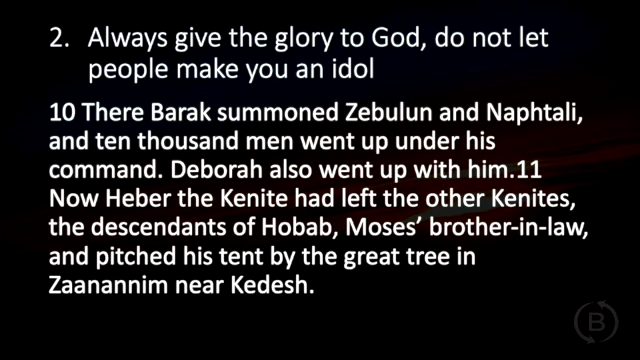 2. Always give the glory to God, do not let
people make you an idol
10 There Barak summoned Zebulun and Naphtali,
and ten thousand men went up under his
command. Deborah also went up with him.11
Now Heber the Kenite had left the other Kenites,
the descendants of Hobab, Moses’ brother-in-law,
and pitched his tent by the great tree in
Zaanannim near Kedesh.
B